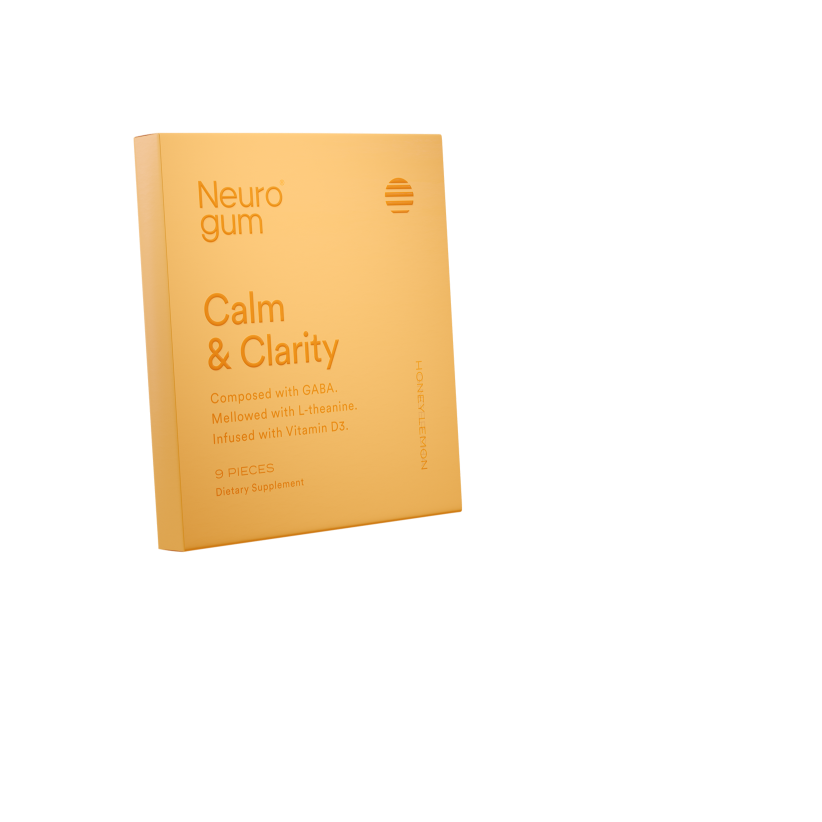 Neuro®
gum
Calm
& Clarity
Composed with GABA.
Mellowed with L-theanine.
Infused with Vitamin D3.
9 PIECES
Dietary Supplement
HONEY LEMON